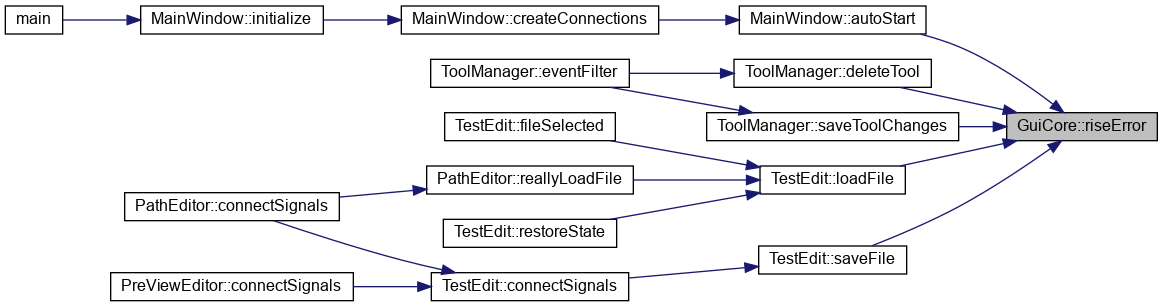 main
MainWindow::initialize
MainWindow::createConnections
MainWindow::autoStart
ToolManager::eventFilter
ToolManager::deleteTool
TestEdit::fileSelected
ToolManager::saveToolChanges
GuiCore::riseError
PathEditor::reallyLoadFile
TestEdit::loadFile
PathEditor::connectSignals
TestEdit::restoreState
TestEdit::saveFile
PreViewEditor::connectSignals
TestEdit::connectSignals